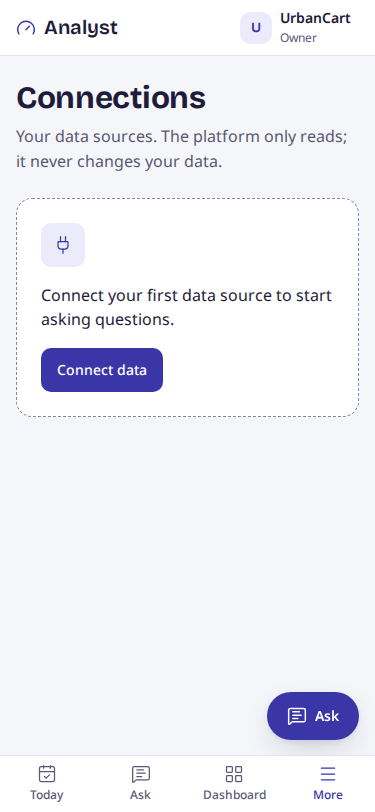 Analyst
U
UrbanCart
Owner
Connections
Your data sources. The platform only reads;
it never changes your data.
Connect your first data source to start
asking questions.
Connect data
Ask
Today
Ask
Dashboard
More